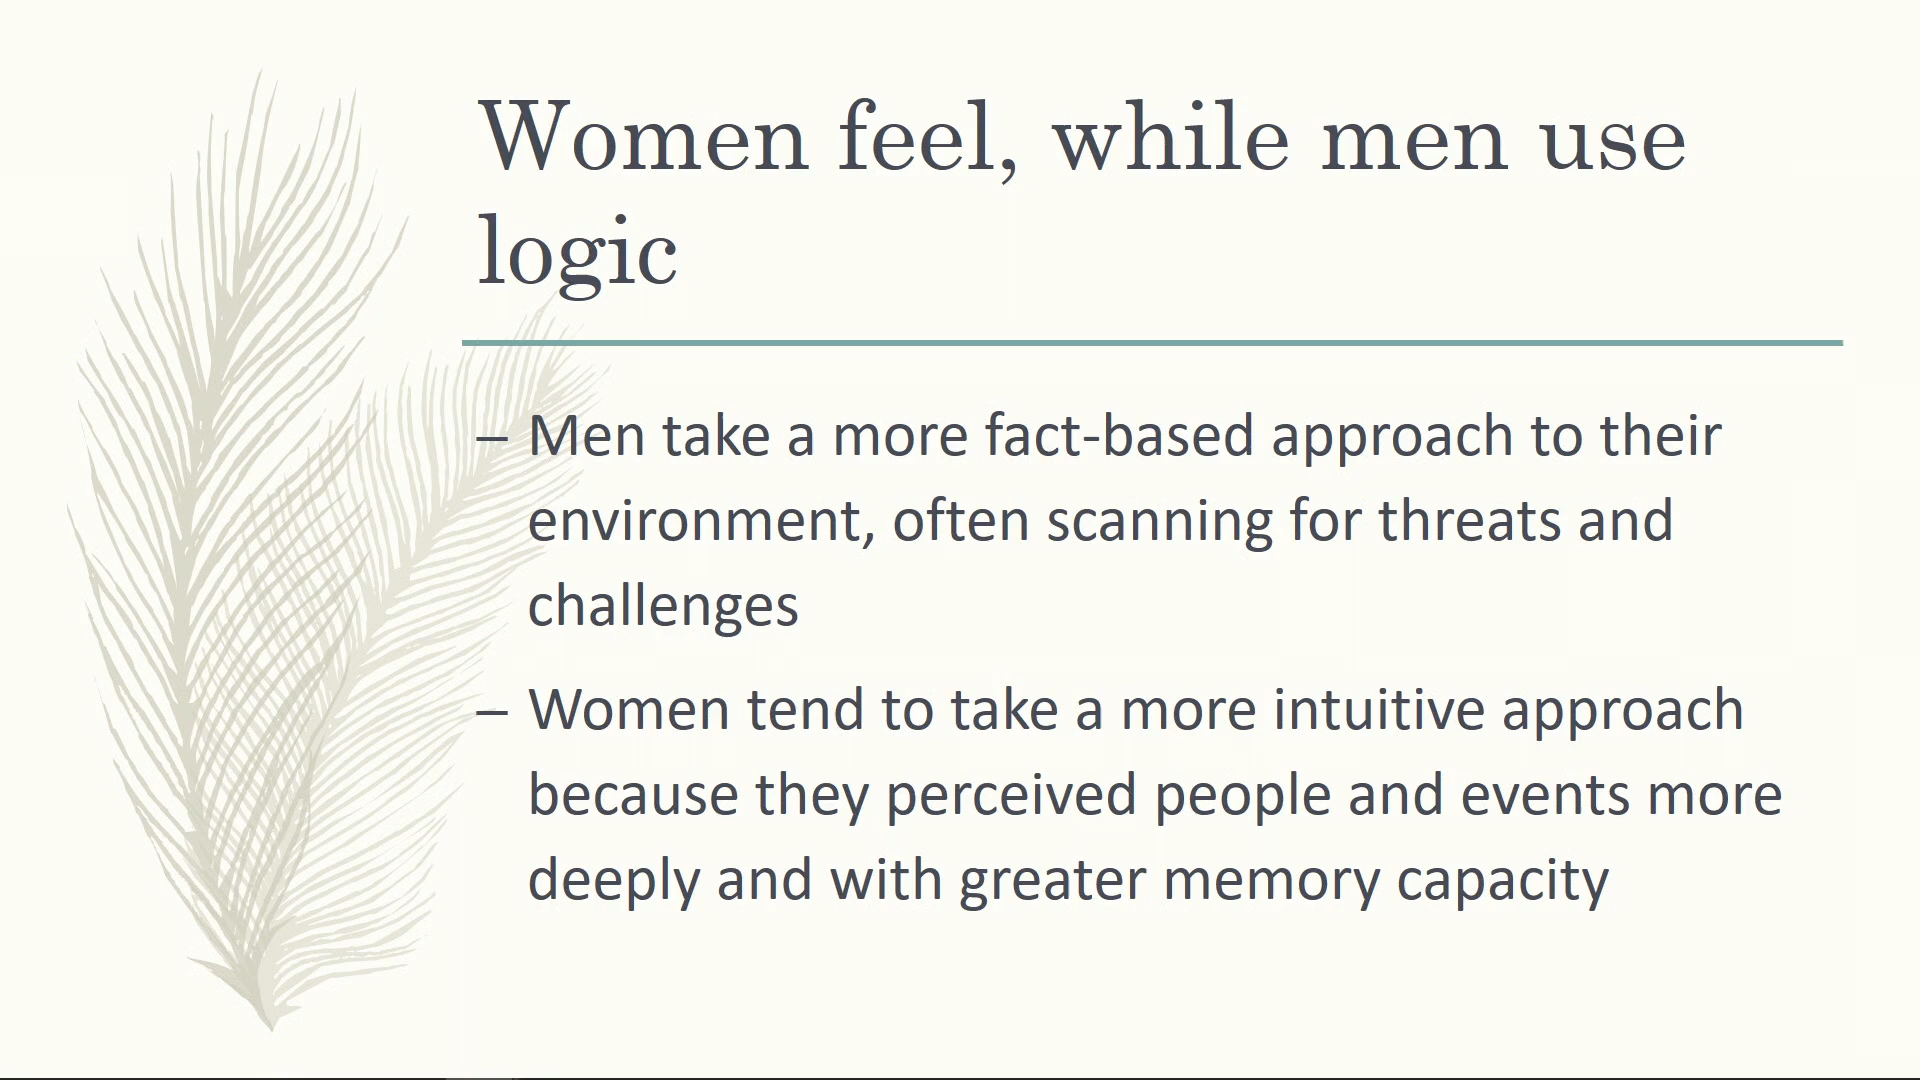 Women feel, while men use
logic
– Men take a more fact-based approach to their
environment, often scanning for threats and
challenges
– Women tend to take a more intuitive approach
because they perceived people and events more
deeply and with greater memory capacity